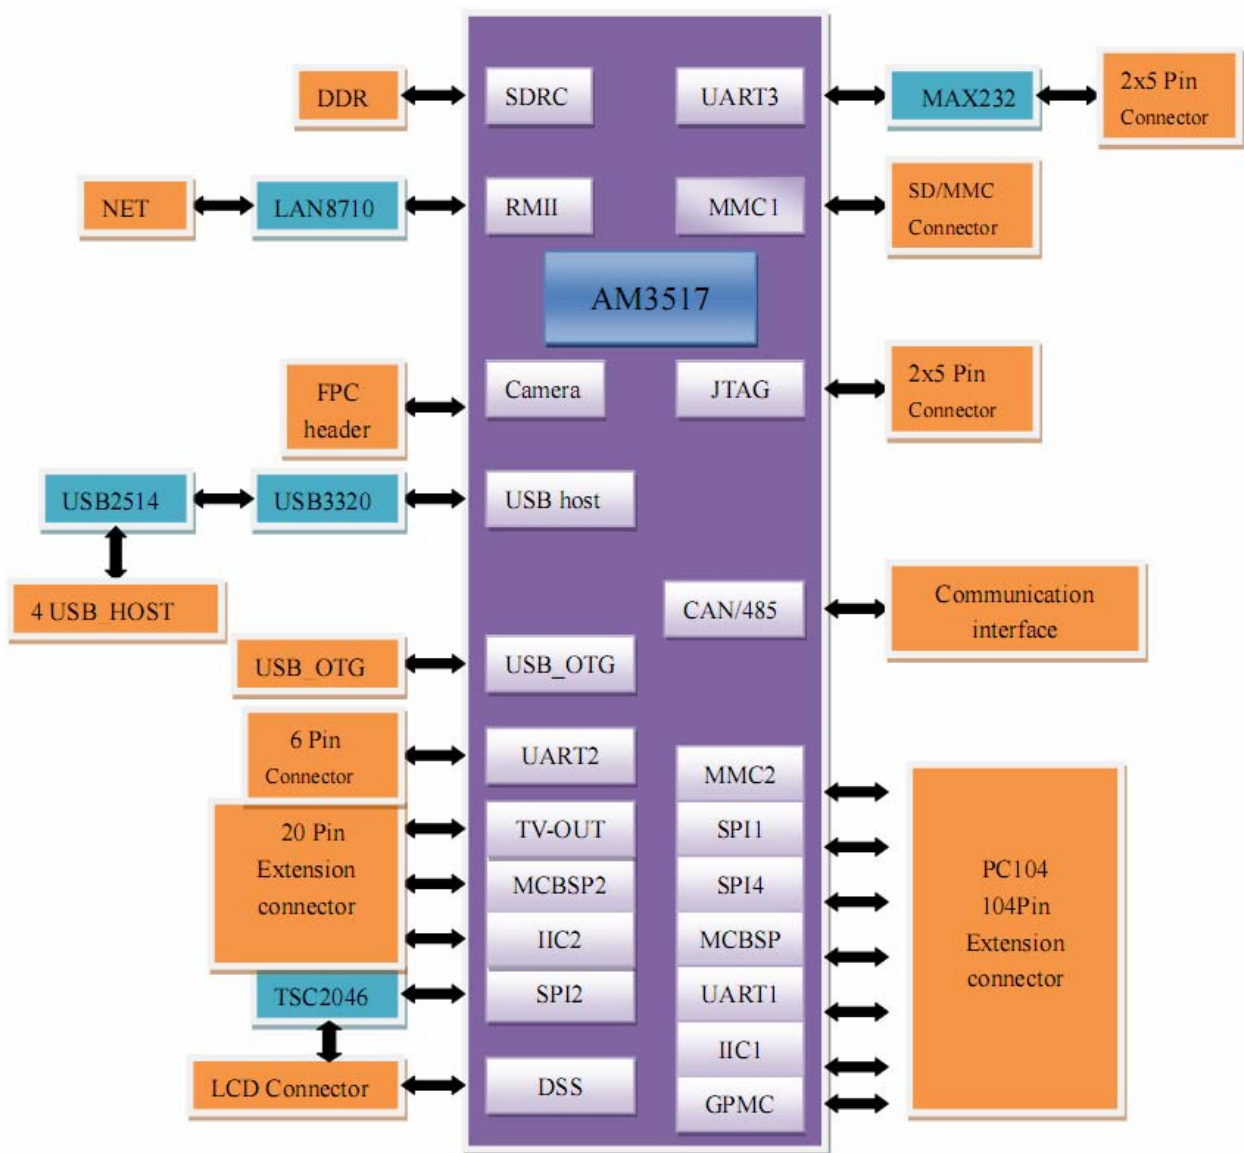 DDR
SDRC
UART3
MAX232
2x5 Pin
Connector
NET
LAN8710
RMII
MMC1
SD/MMC
Connector
AM3517
FPC
header
Camera
JTAG
2x5 Pin
Connector
USB2514
USB3320
USB host
4 USB_HOST
CAN/485
Communication
interface
USB_OTG
USB_OTG
6 Pin
Connector
UART2
20 Pin
Extension
connector
TV-OUT
MCBSP2
IIC2
TSC2046
SPI2
LCD Connector
DSS
MMC2
SPI1
SPI4
MCBSP
UART1
IIC1
GPMC
PC104
104Pin
Extension
connector